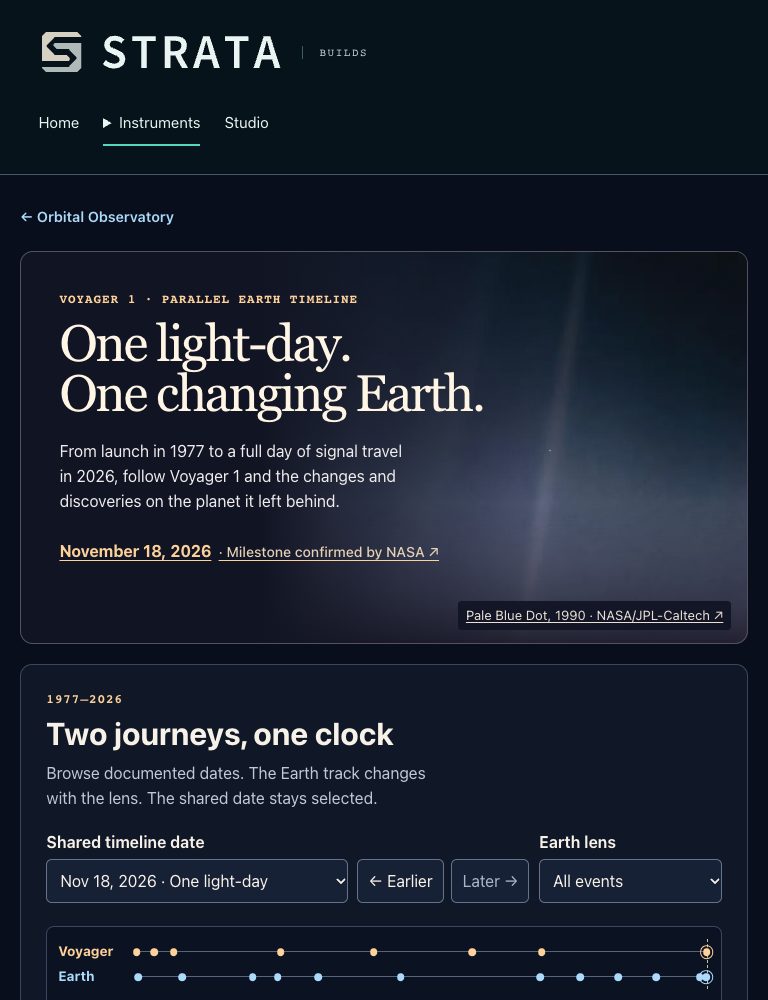 STRATA
BUILDS
Home
▶ Instruments
Studio
← Orbital Observatory
VOYAGER 1 · PARALLEL EARTH TIMELINE
One light-day.
One changing Earth.
From launch in 1977 to a full day of signal travel
in 2026, follow Voyager 1 and the changes and
discoveries on the planet it left behind.
November 18, 2026 · Milestone confirmed by NASA ↗
Pale Blue Dot, 1990 · NASA/JPL-Caltech ↗
1977—2026
Two journeys, one clock
Browse documented dates. The Earth track changes
with the lens. The shared date stays selected.
Shared timeline date
Earth lens
Nov 18, 2026 · One light-day
← Earlier
Later →
All events
Voyager
Earth